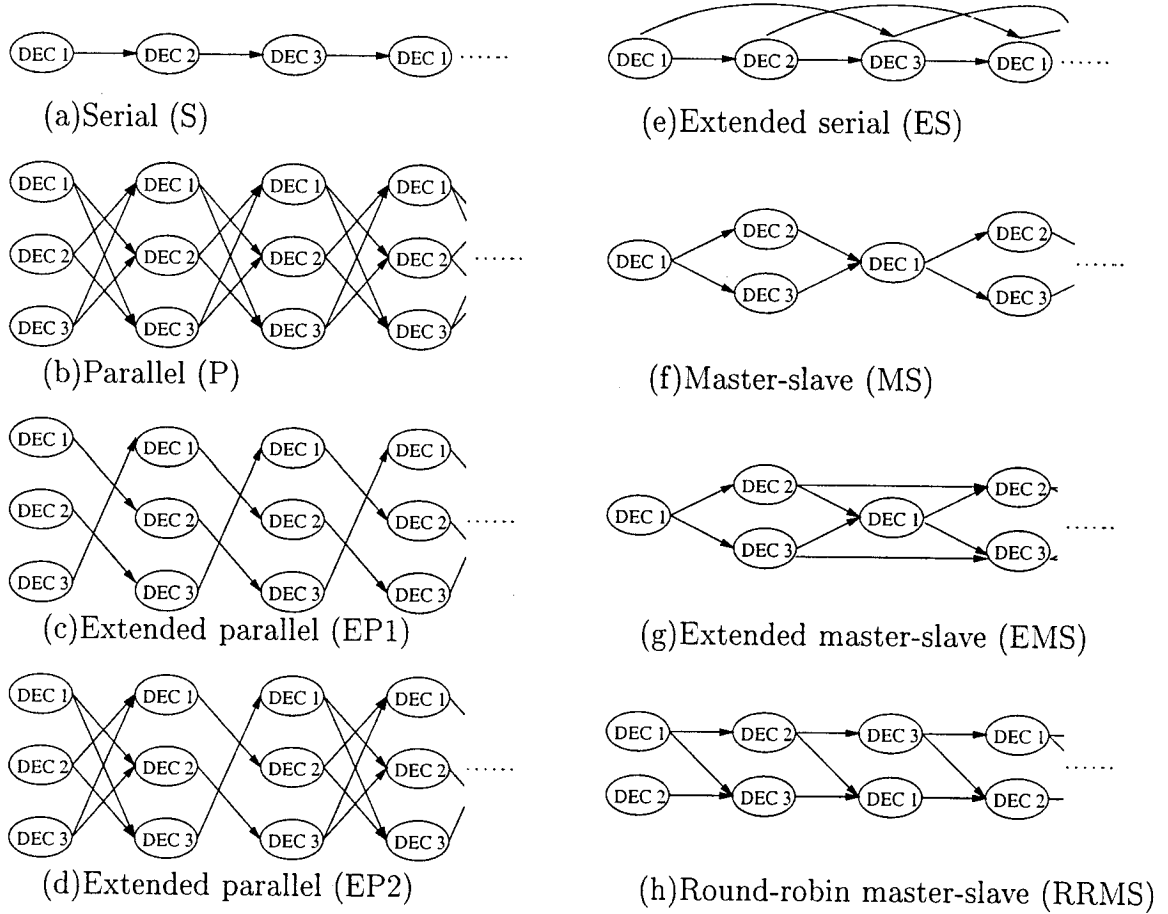 DEC 1 DEC 2 DEC 3 DEC 1 ......
(a)Serial (S)
DEC 1 DEC 1 DEC 1 DEC 1
DEC 2 DEC 2 DEC 2 DEC 2 ......
DEC 3 DEC 3 DEC 3 DEC 3
(b)Parallel (P)
DEC 1 DEC 1 DEC 1 DEC 1
DEC 2 DEC 2 DEC 2 DEC 2 ......
DEC 3 DEC 3 DEC 3 DEC 3
(c)Extended parallel (EP1)
DEC 1 DEC 1 DEC 1 DEC 1
DEC 2 DEC 2 DEC 2 DEC 2 ......
DEC 3 DEC 3 DEC 3 DEC 3
(d)Extended parallel (EP2)
DEC 1 DEC 2 DEC 3 DEC 1 ......
(e)Extended serial (ES)
DEC 2 DEC 2
DEC 1 DEC 1 ......
DEC 3 DEC 3
(f)Master-slave (MS)
DEC 2 DEC 2
DEC 1 DEC 1 ......
DEC 3 DEC 3
(g)Extended master-slave (EMS)
DEC 1 DEC 2 DEC 3 DEC 1
......
DEC 2 DEC 3 DEC 1 DEC 2
(h)Round-robin master-slave (RRMS)